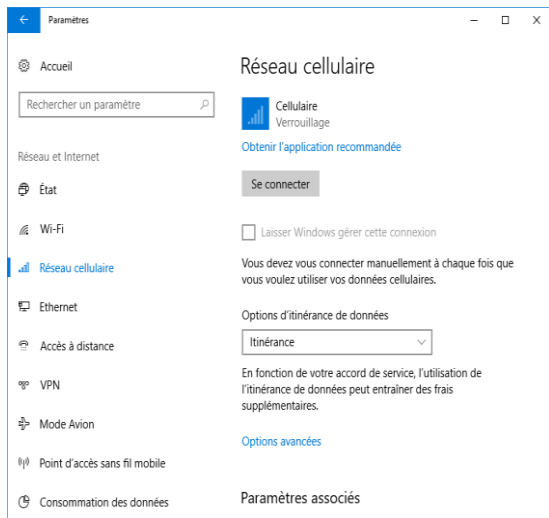 Paramètres
Accueil
Rechercher un paramètre
Réseau et Internet
État
Wi-Fi
Réseau cellulaire
Ethernet
Accès à distance
VPN
Mode Avion
Point d'accès sans fil mobile
Consommation des données
Réseau cellulaire
Cellulaire
Verrouillage
Obtenir l'application recommandée
Se connecter
Laisser Windows gérer cette connexion
Vous devez vous connecter manuellement à chaque fois que
vous voulez utiliser vos données cellulaires.
Options d'itinérance de données
Itinérance
En fonction de votre accord de service, l'utilisation de
l'itinérance de données peut entraîner des frais
supplémentaires.
Options avancées
Paramètres associés